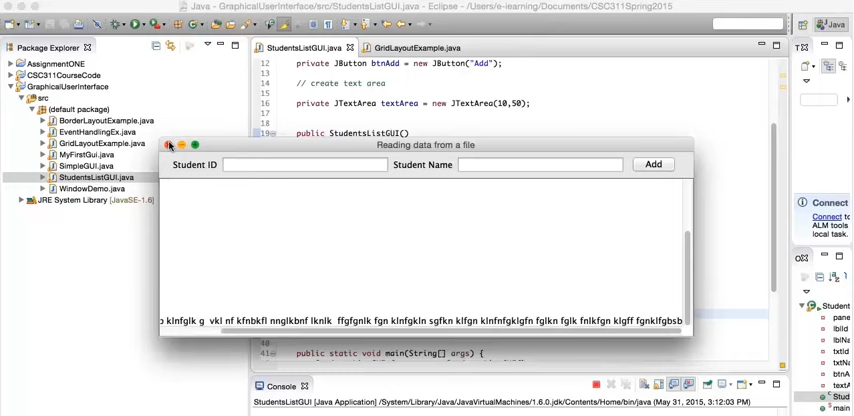 Java - GraphicalUserInterface/src/StudentsListGUI.java - Eclipse - /Users/e-learning/Documents/CSC311Spring2015
Java
Package Explorer
StudentsListGUI.java
GridLayoutExample.java
AssignmentONE
CSC311CourseCode
GraphicalUserInterface
src
(default package)
BorderLayoutExample.java
EventHandlingEx.java
GridLayoutExample.java
MyFirstGui.java
SimpleGUI.java
StudentsListGUI.java
WindowDemo.java
JRE System Library [JavaSE-1.6]
12 private JButton btnAdd = new JButton("Add");
13
14 // create text area
15
16 private JTextArea textArea = new JTextArea(10,50);
17
18
19 public StudentsListGUI()
Reading data from a file
Student ID
Student Name
Add
klnfglk g vkl nf kfnbkfl nnglkbnf lknlk ffgfgnlk fgn klnfgkln sgfkn klfgn klnfnfgklgfn fglkn fglk fnlkfgn klgff fgnklfgbsb
40
41 public static void main(String[] args) {
Console
StudentsListGUI [Java Application] /System/Library/Java/JavaVirtualMachines/1.6.0.jdk/Contents/Home/bin/java (May 31, 2015, 3:12:03 PM)
Connect
Connect to
ALM tools
local task.
Student
pane
lblId
lblNa
txtId
txtNa
btnA
textA
Stud
main